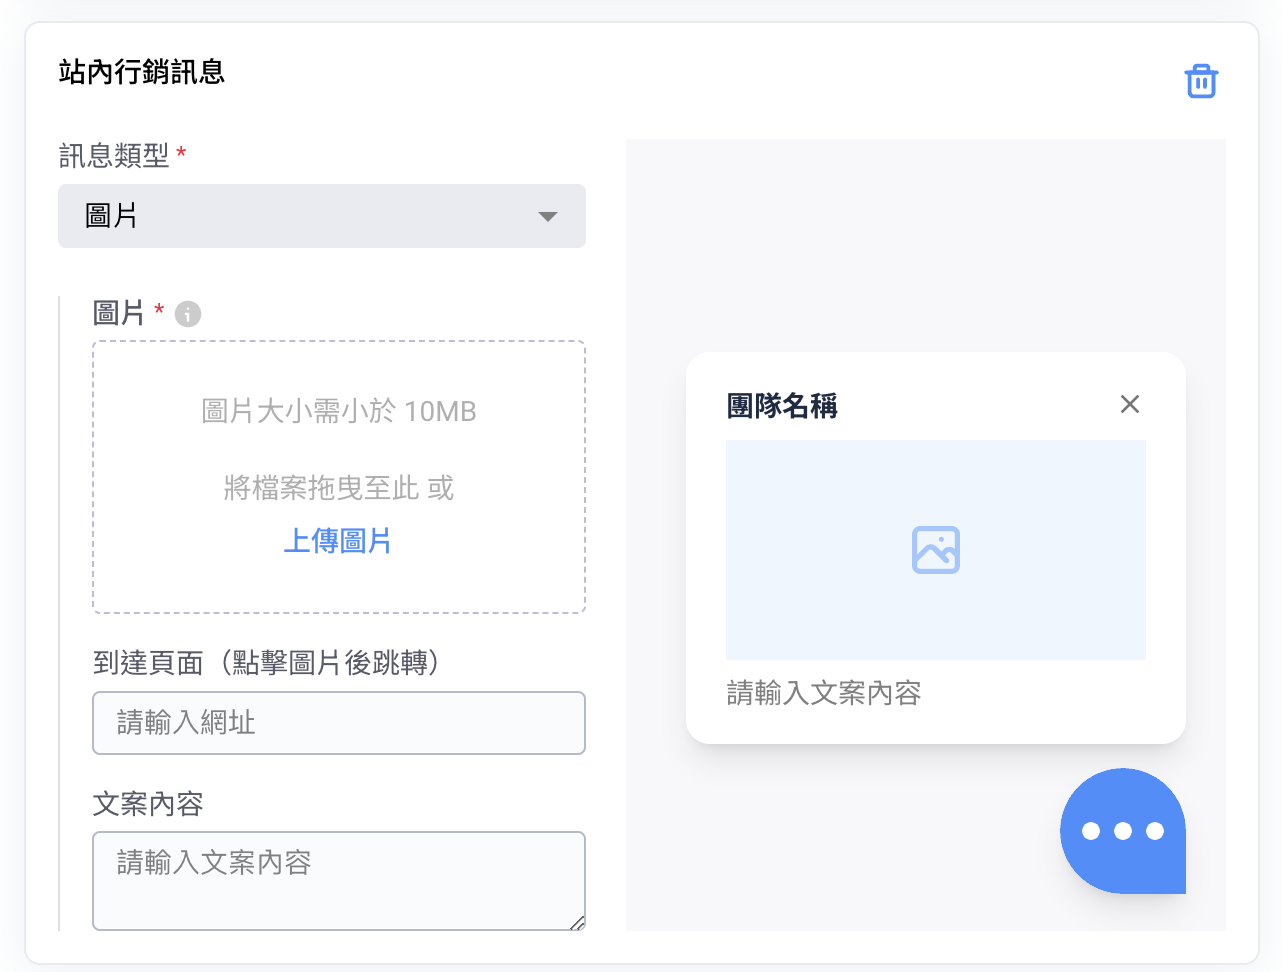 站內行銷訊息
訊息類型 *
圖片
圖片 *
圖片大小需小於 10MB
將檔案拖曳至此 或
上傳圖片
到達頁面（點擊圖片後跳轉）
請輸入網址
文案內容
請輸入文案內容
團隊名稱
請輸入文案內容